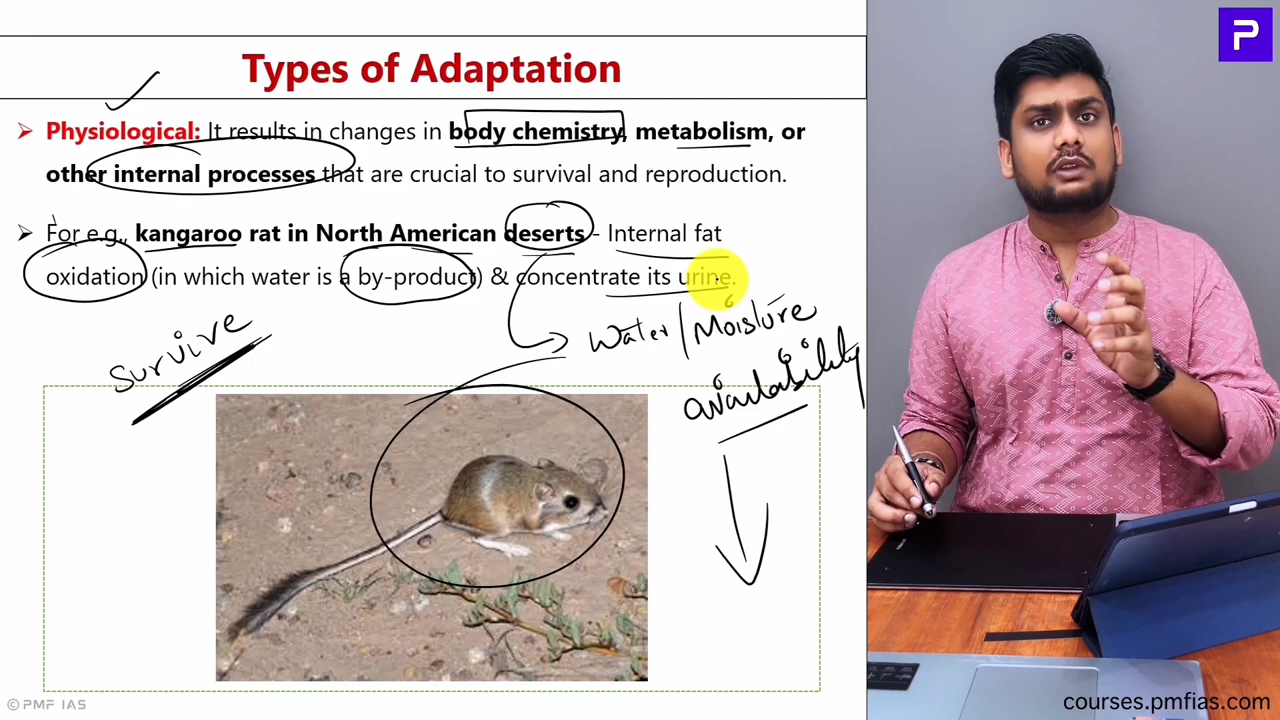 P
Types of Adaptation
➢ Physiological: It results in changes in body chemistry, metabolism, or
other internal processes that are crucial to survival and reproduction.
➢ For e.g., kangaroo rat in North American deserts - Internal fat
oxidation (in which water is a by-product) & concentrate its urine.
Survive
Water/Moisture
availability
© PMF IAS
courses.pmfias.com